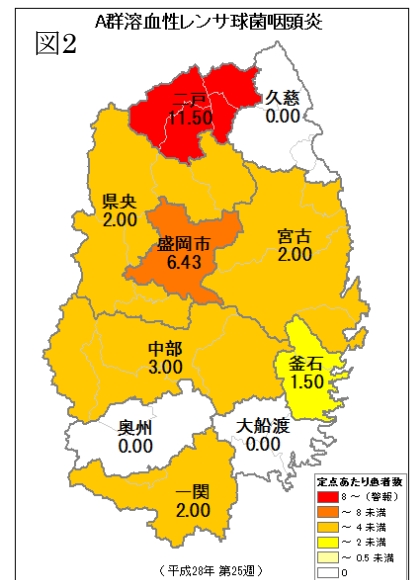 A群溶血性レンサ球菌咽頭炎
図2
二戸
11.50
久慈
0.00
県央
2.00
盛岡市
6.43
宮古
2.00
中部
3.00
釜石
1.50
奥州
0.00
大船渡
0.00
一関
2.00
定点あたり患者数
8～（警報）
～8未満
～4未満
～2未満
～0.5未満
0
（平成28年 第25週）